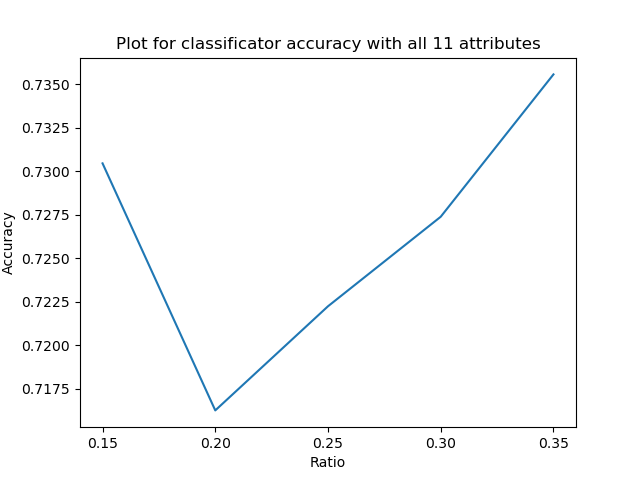 Plot for classificator accuracy with all 11 attributes
0.7350
0.7325
0.7300
0.7275
0.7250
0.7225
0.7200
0.7175
Accuracy
0.15 0.20 0.25 0.30 0.35
Ratio